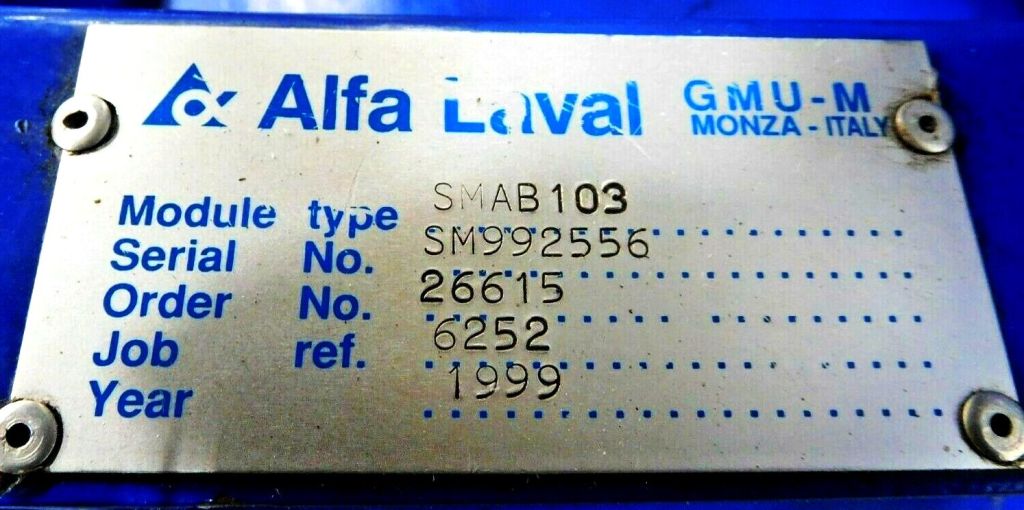 Alfa Laval GMU-M
MONZA-ITALY
Module type SMAB103
Serial No. SM992556
Order No. 26615
Job ref. 6252
Year 1999